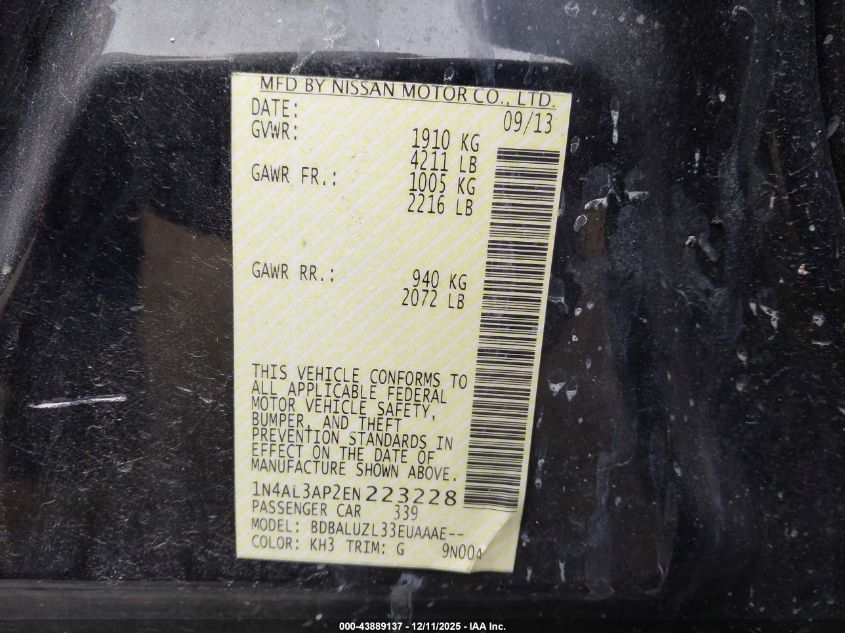 MFD BY NISSAN MOTOR CO., LTD.
DATE: 09/13
GVWR: 1910 KG
4211 LB
GAWR FR.: 1005 KG
2216 LB
GAWR RR.: 940 KG
2072 LB
THIS VEHICLE CONFORMS TO
ALL APPLICABLE FEDERAL
MOTOR VEHICLE SAFETY,
BUMPER, AND THEFT
PREVENTION STANDARDS IN
EFFECT ON THE DATE OF
MANUFACTURE SHOWN ABOVE.
1N4AL3AP2EN223228
PASSENGER CAR 339
MODEL: BDBALUZL33EUAAAE--
COLOR: KH3 TRIM: G 9N004
000-43889137 - 12/11/2025 - IAA Inc.